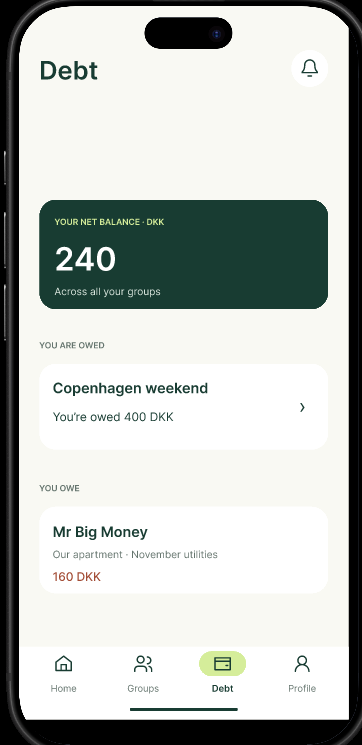 Debt
YOUR NET BALANCE · DKK
240
Across all your groups
YOU ARE OWED
Copenhagen weekend
You're owed 400 DKK
YOU OWE
Mr Big Money
Our apartment · November utilities
160 DKK
Home Groups Debt Profile